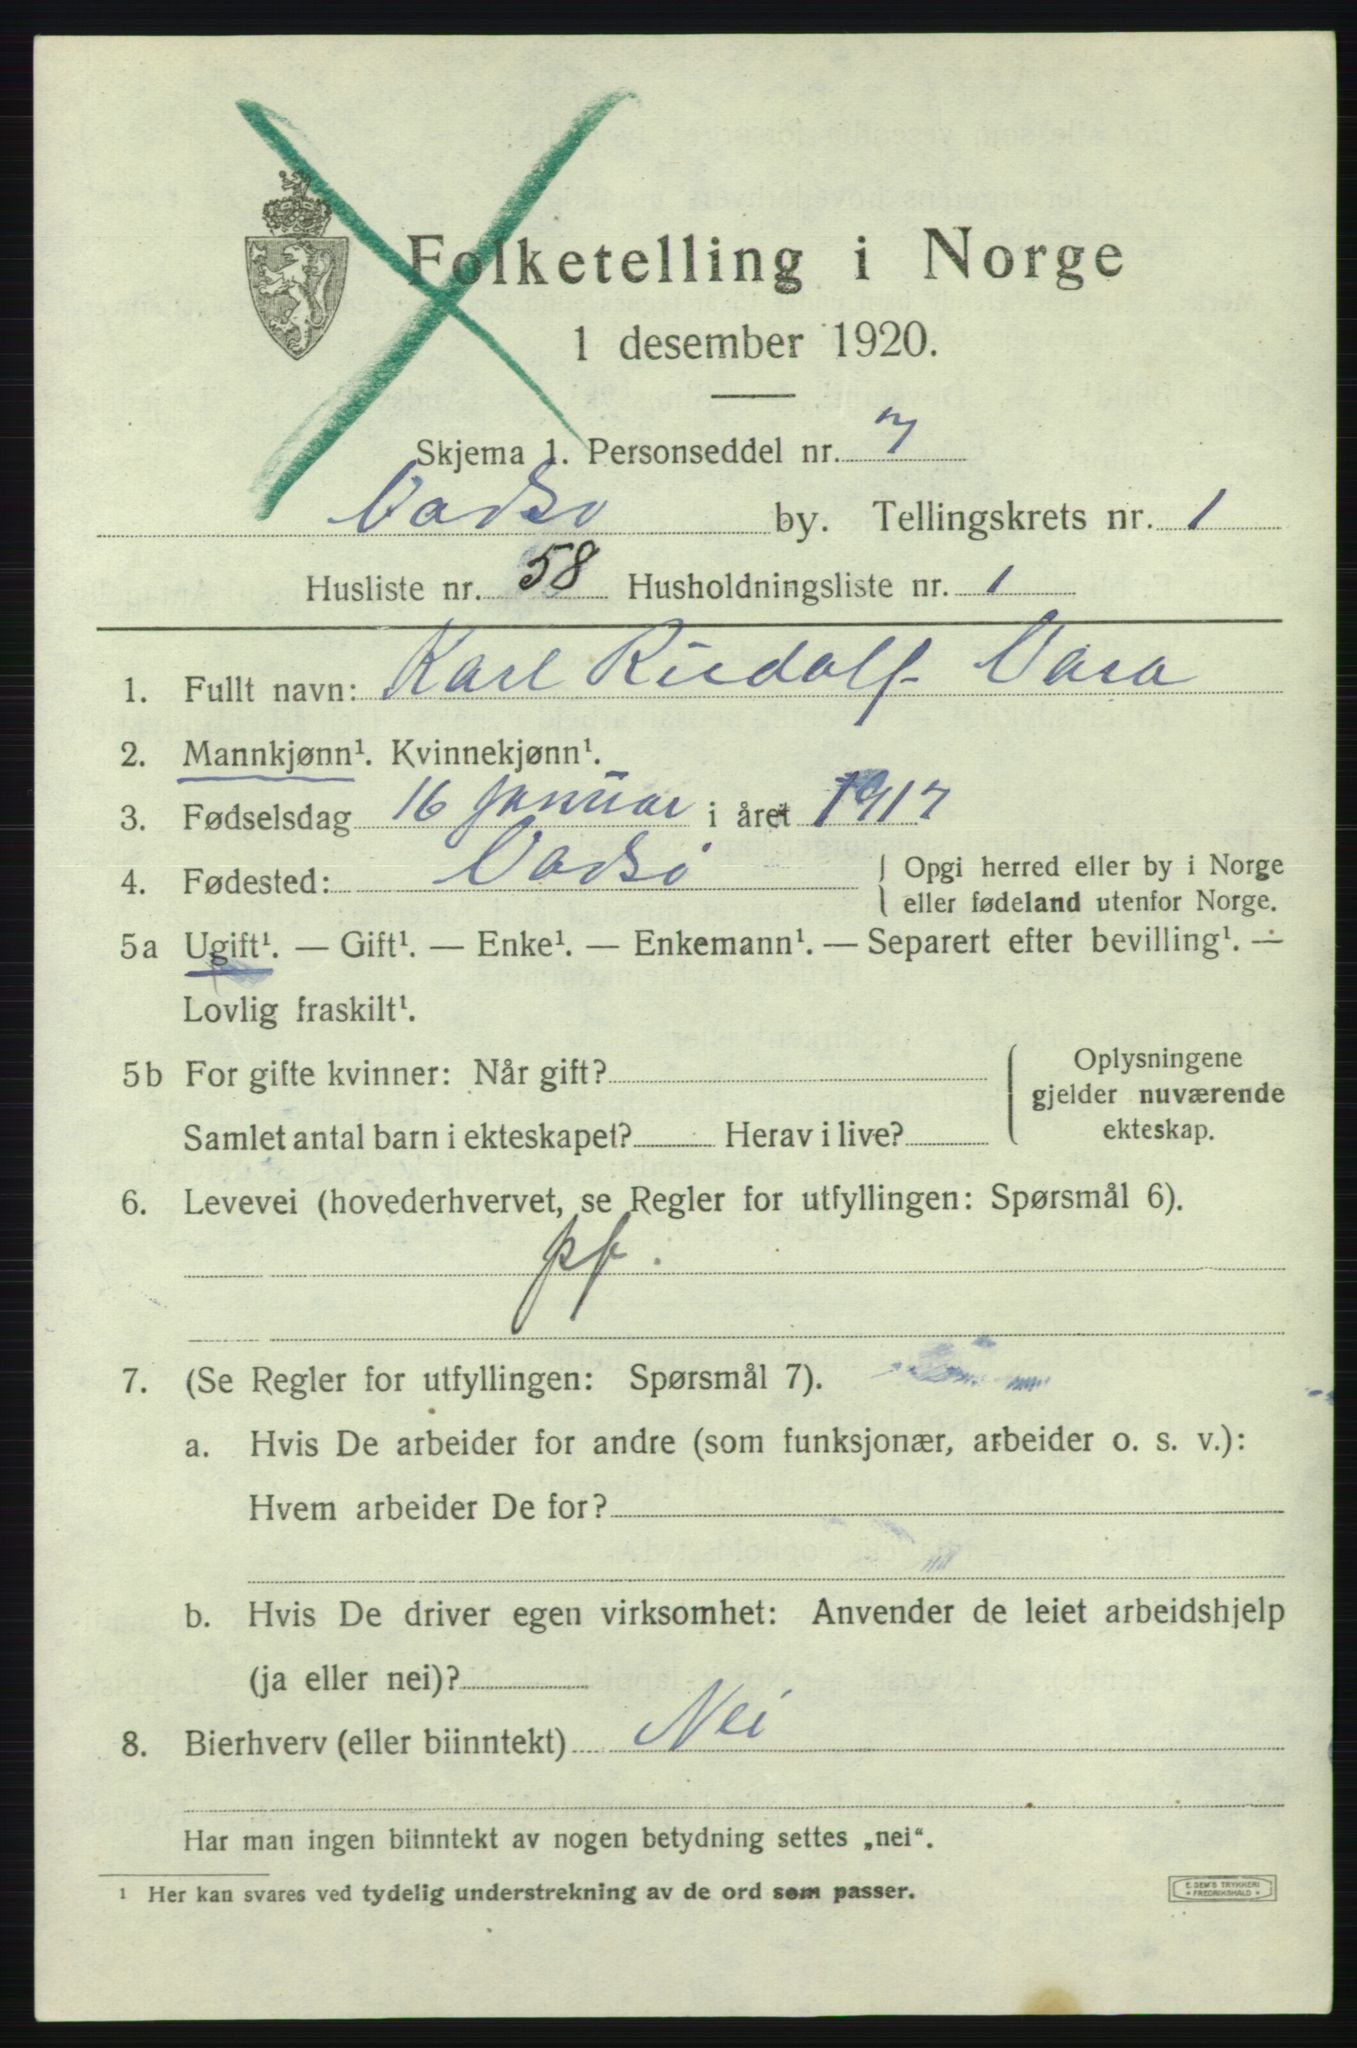 Folketelling i Norge
1 desember 1920.
Skjema 1. Personseddel nr. 7
Vadsø by. Tellingskrets nr. 1
Husliste nr. 58 Husholdningsliste nr. 1
1. Fullt navn: Karl Rudolf Vara
2. Mannkjønn¹. Kvinnekjønn¹.
3. Fødselsdag 16 januar i året 1917
4. Fødested: Vadsø { Opgi herred eller by i Norge
eller fødeland utenfor Norge.
5a Ugift¹. — Gift¹. — Enke¹. — Enkemann¹. — Separert efter bevilling¹. —
Lovlig fraskilt¹.
5b For gifte kvinner: Når gift?
Samlet antal barn i ekteskapet? Herav i live?
Oplysningene
gjelder nuværende
ekteskap.
6. Levevei (hovederhvervet, se Regler for utfyllingen: Spørsmål 6).
pf.
7. (Se Regler for utfyllingen: Spørsmål 7).
a. Hvis De arbeider for andre (som funksjonær, arbeider o. s. v.):
Hvem arbeider De for?
b. Hvis De driver egen virksomhet: Anvender de leiet arbeidshjelp
(ja eller nei)?
8. Bierhverv (eller biinntekt) Nei
Har man ingen biinntekt av nogen betydning settes „nei“.
¹ Her kan svares ved tydelig understrekning av de ord som passer.
E. SEM'S TRYKKERI
* FREDRIKSHALD *